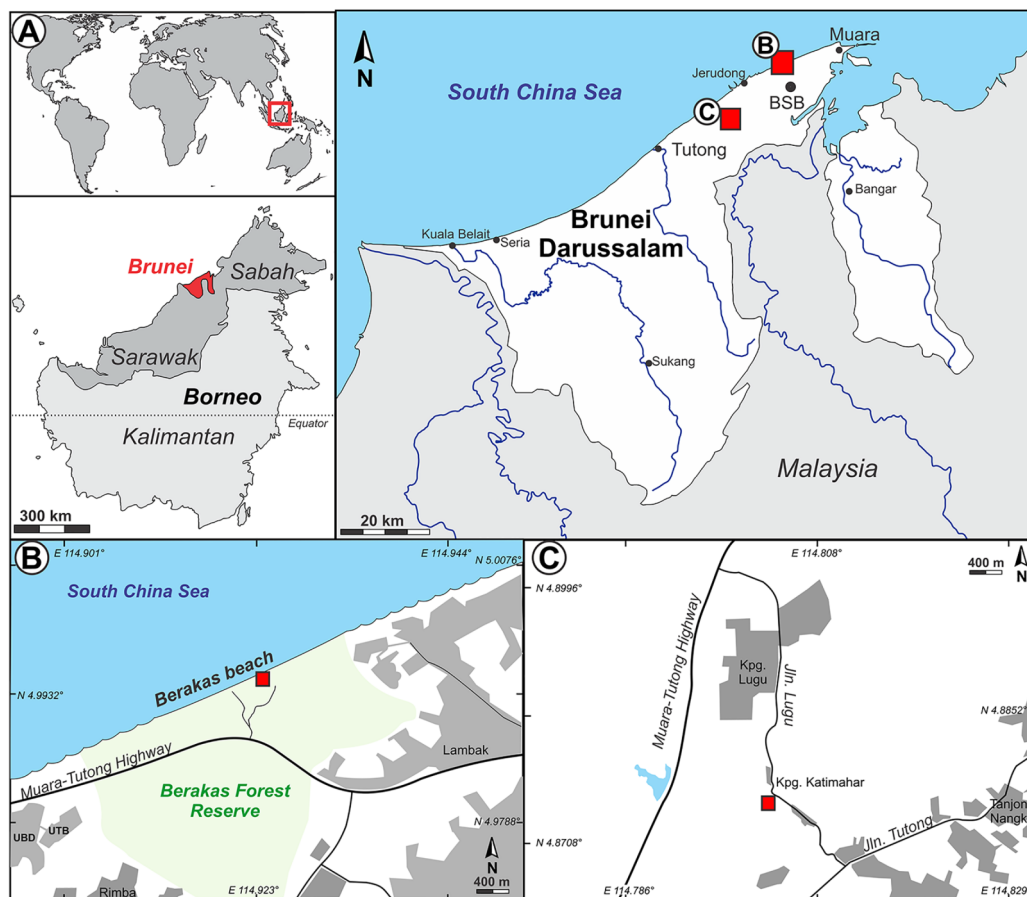 A
Brunei
Sabah
Sarawak
Borneo
Equator
Kalimantan
300 km
N
South China Sea
B
Muara
Jerudong
BSB
C
Tutong
Bangar
Brunei
Darussalam
Kuala Belait
Seria
Sukang
Malaysia
20 km
B
E 114.901
E 114.944
N 5.0076
South China Sea
Berakas beach
N 4.9932°
Muara-Tutong Highway
Lambak
Berakas Forest
Reserve
UBD
UTB
N 4.9788°
N
Rimba
E 114.923
400 m
C
E 114.808
400 m
N
N 4.8996°
Muara-Tutong Highway
Kpg.
Lugu
Jln. Lugu
N 4.8852°
Kpg. Katimahar
Tanjon
Nangk
Jln. Tutong
N 4.8708°
E 114.786
E 114.829